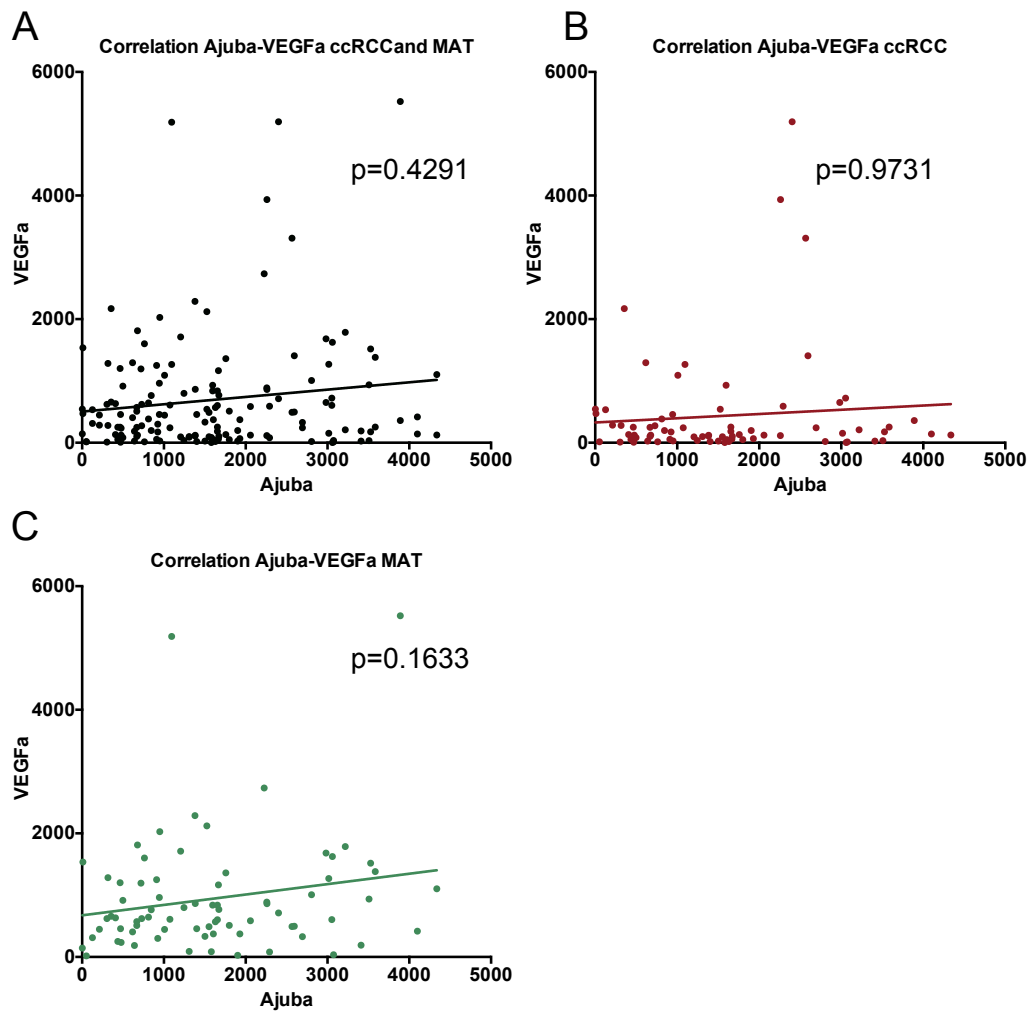 A
Correlation Ajuba-VEGFa ccRCCand MAT
6000
4000
2000
0
VEGFa
p=0.4291
0 1000 2000 3000 4000 5000
Ajuba
B
Correlation Ajuba-VEGFa ccRCC
6000
4000
2000
0
VEGFa
p=0.9731
0 1000 2000 3000 4000 5000
Ajuba
C
Correlation Ajuba-VEGFa MAT
6000
4000
2000
0
VEGFa
p=0.1633
0 1000 2000 3000 4000 5000
Ajuba